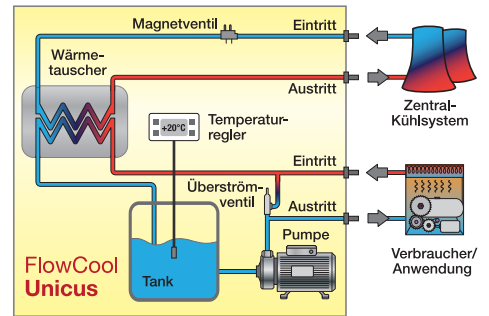 Magnetventil
Eintritt
Wärme-
tauscher
Austritt
Zentral-
Kühlsystem
+20°C
Temperatur-
regler
Eintritt
Überström-
ventil
Austritt
Pumpe
Verbraucher/
Anwendung
FlowCool
Unicus
Tank